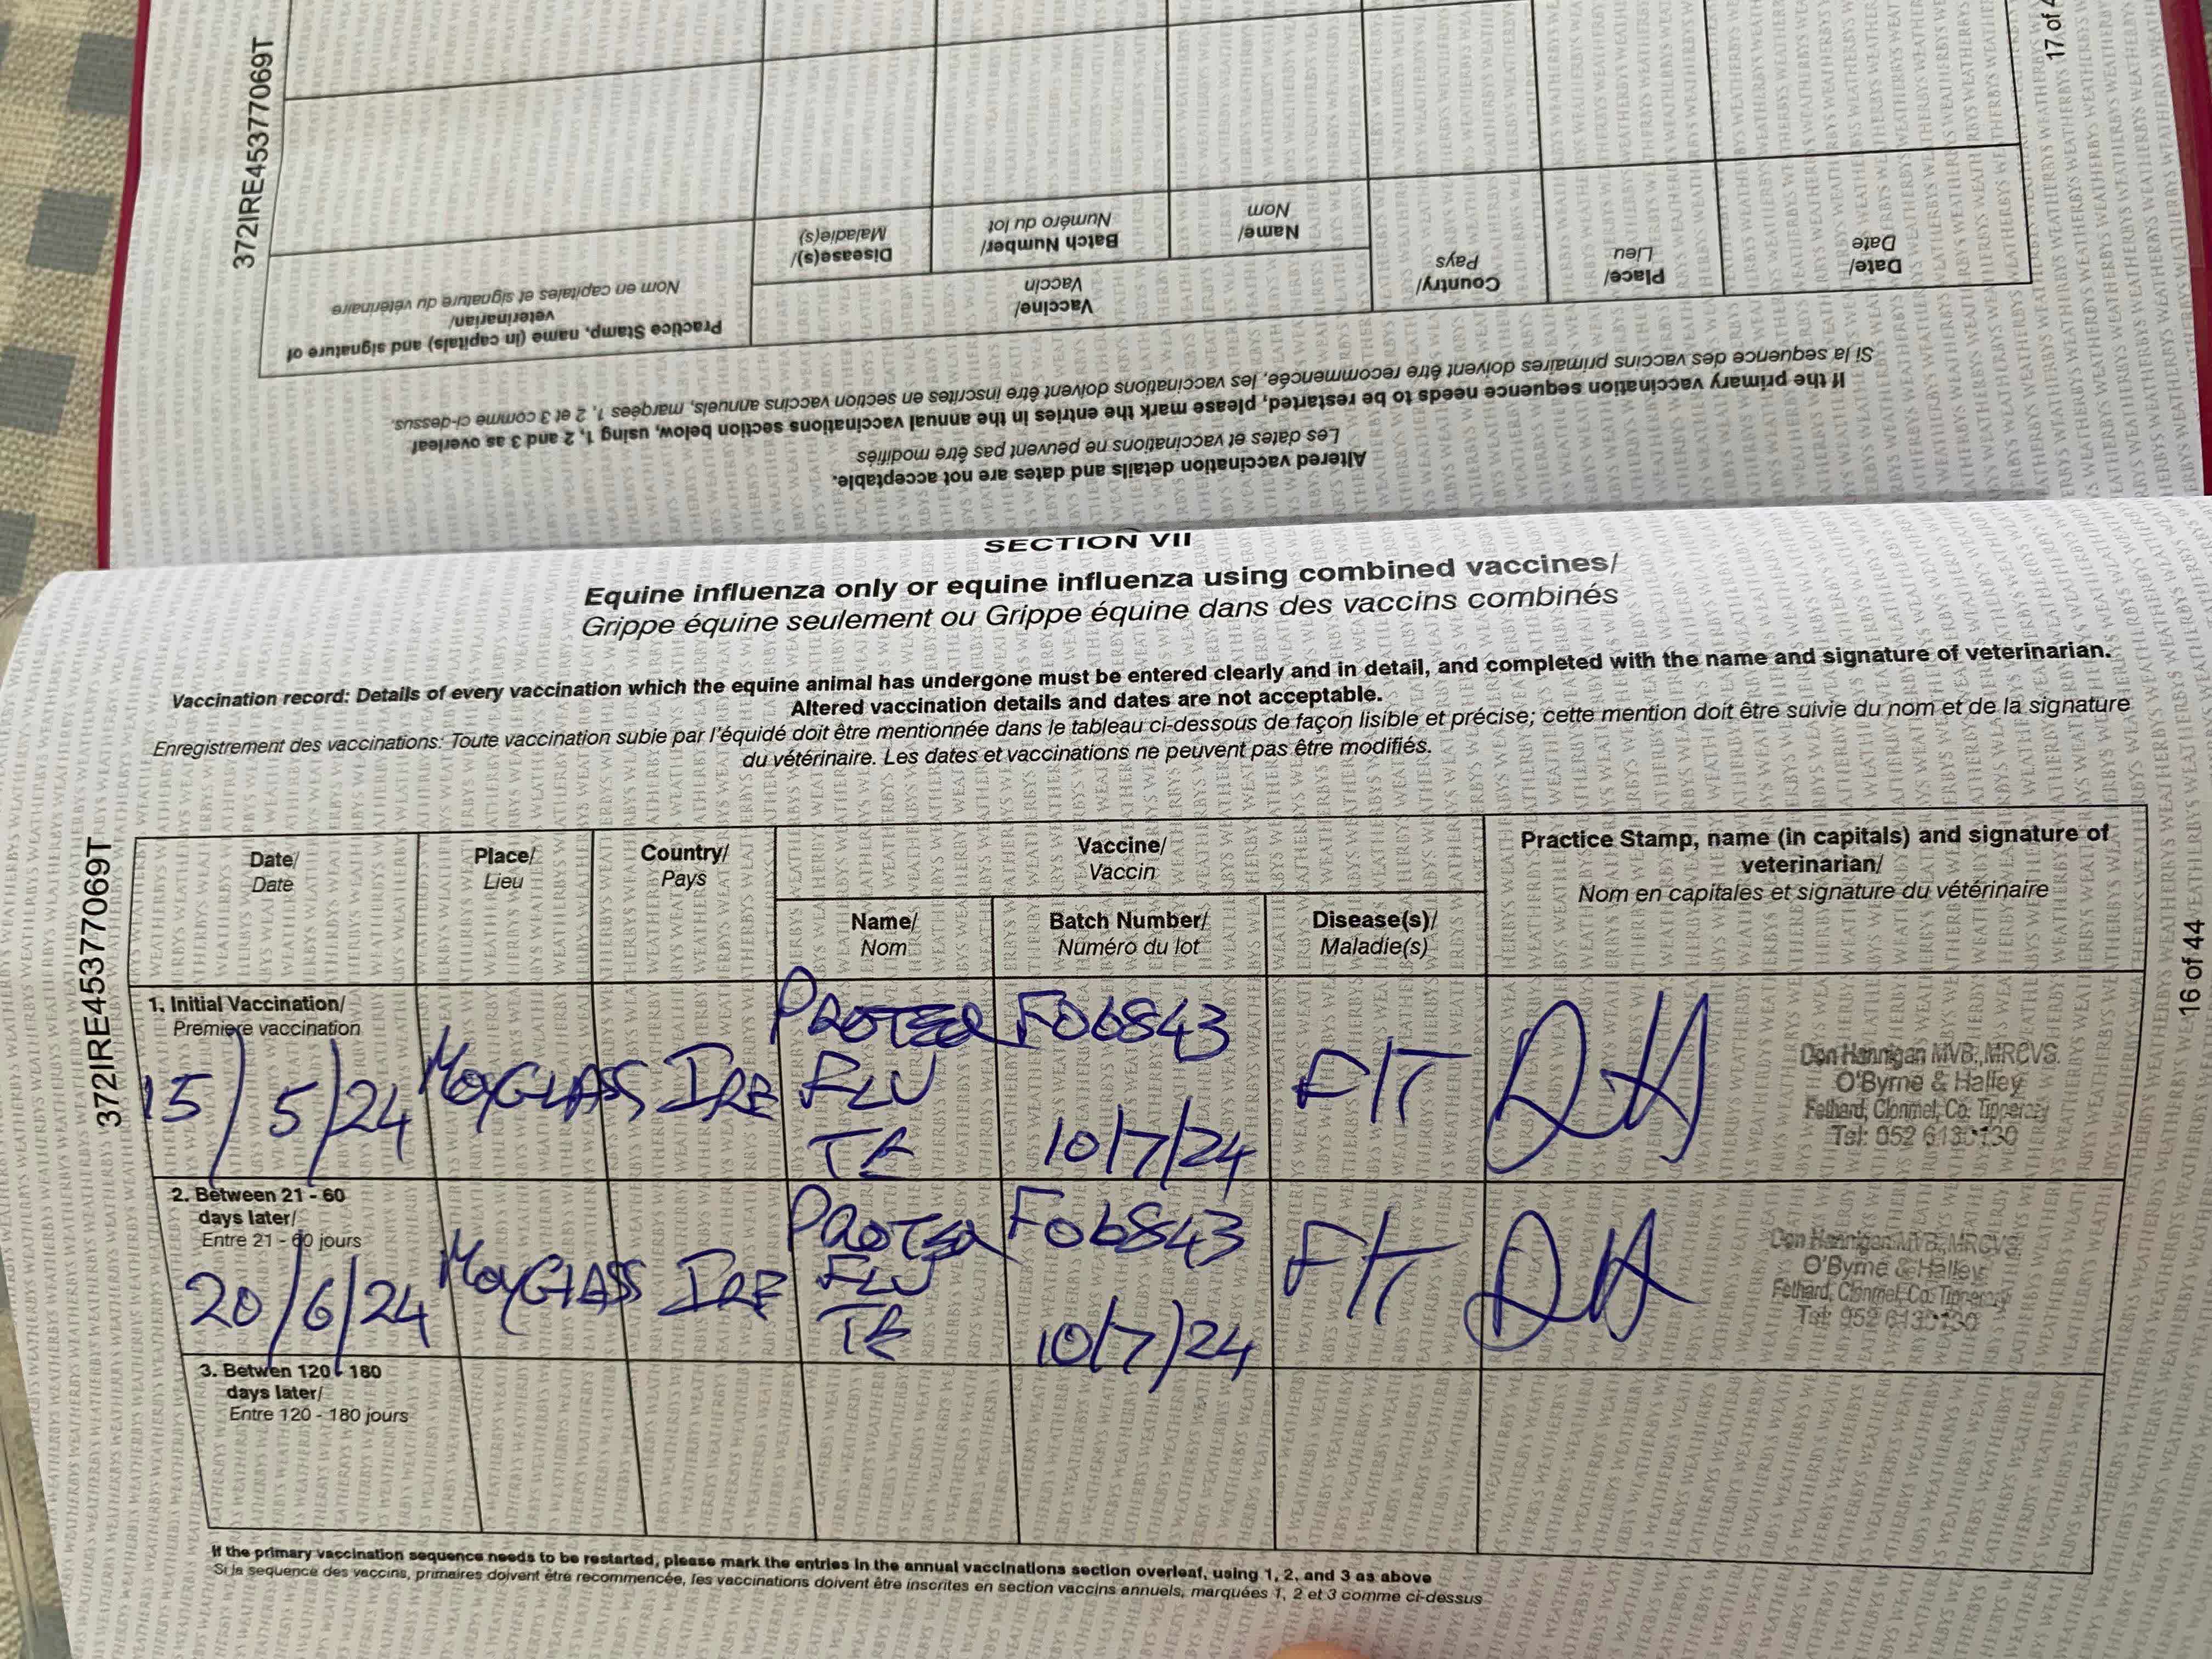 372IRE45377069T
17 of 4
Altered vaccination details and dates are not acceptable.
Les dates et vaccinations ne peuvent pas être modifiés
If the primary vaccination sequence needs to be restarted, please mark the entries in the annual vaccinations section below, using 1, 2 and 3 as overleaf
Si la sequence des vaccins primaires doivent être recommencée, les vaccinations doivent être inscrites en section vaccins annuels, marquées 1, 2 et 3 comme ci-dessus.
Date/
Date
Place/
Lieu
Country/
Pays
Vaccine/
Vaccin
Name/
Nom
Batch Number/
Numéro du lot
Disease(s)/
Maladie(s)
Practice Stamp, name (in capitals) and signature of
veterinarian/
Nom en capitales et signature du vétérinaire
SECTION VII
Equine influenza only or equine influenza using combined vaccines/
Grippe équine seulement ou Grippe équine dans des vaccins combinés
Vaccination record: Details of every vaccination which the equine animal has undergone must be entered clearly and in detail, and completed with the name and signature of veterinarian.
Altered vaccination details and dates are not acceptable.
Enregistrement des vaccinations: Toute vaccination subie par l'équidé doit être mentionnée dans le tableau ci-dessous de façon lisible et précise; cette mention doit être suivie du nom et de la signature
du vétérinaire. Les dates et vaccinations ne peuvent pas être modifiés.
372IRE45377069T
16 of 44
Date/
Date
Place/
Lieu
Country/
Pays
Vaccine/
Vaccin
Name/
Nom
Batch Number/
Numéro du lot
Disease(s)/
Maladie(s)
Practice Stamp, name (in capitals) and signature of
veterinarian/
Nom en capitales et signature du vétérinaire
1. Initial Vaccination/
Premiere vaccination
15/5/24
MOYGLASS
IRE
PROTEQ
FLU
TE
F06843
10/7/24
F/T
DH
Don Hannigan MVB., MRCVS.
O'Byrne & Halley
Fethard, Clonmel, Co. Tipperary
Tel: 052 6130130
2. Between 21 - 60
days later/
Entre 21 - 60 jours
20/6/24
MOYGLASS
IRE
PROTEQ
FLU
TE
F06843
10/7/24
F/T
DH
Don Hannigan MVB., MRCVS.
O'Byrne & Halley
Fethard, Clonmel, Co. Tipperary
Tel: 052 6130130
3. Betwen 120 - 180
days later/
Entre 120 - 180 jours
If the primary vaccination sequence needs to be restarted, please mark the entries in the annual vaccinations section overleaf, using 1, 2, and 3 as above
Si la sequence des vaccins, primaires doivent être recommencée, les vaccinations doivent être inscrites en section vaccins annuels, marquées 1, 2 et 3 comme ci-dessus